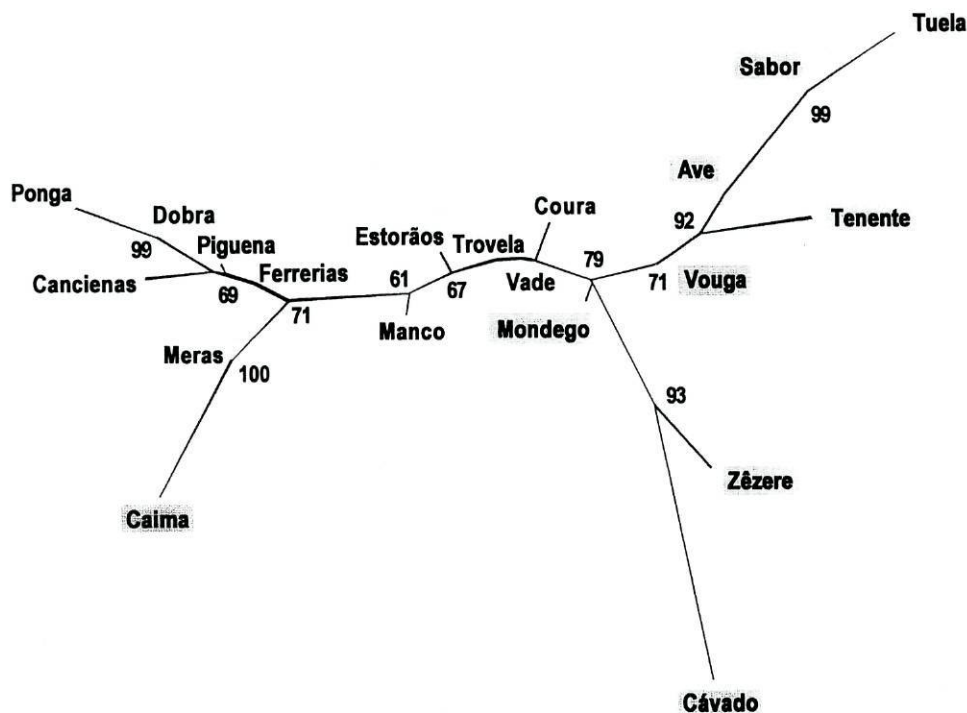 Tuela
Sabor
99
Ave
Ponga
Dobra
Coura
92
Tenente
Estorãos
Trovela
99
Piguena
79
Cancienas
Ferrerias
61
Vade
71
Vouga
69
67
71
Manco
Mondego
Meras
100
93
Zêzere
Caima
Cávado